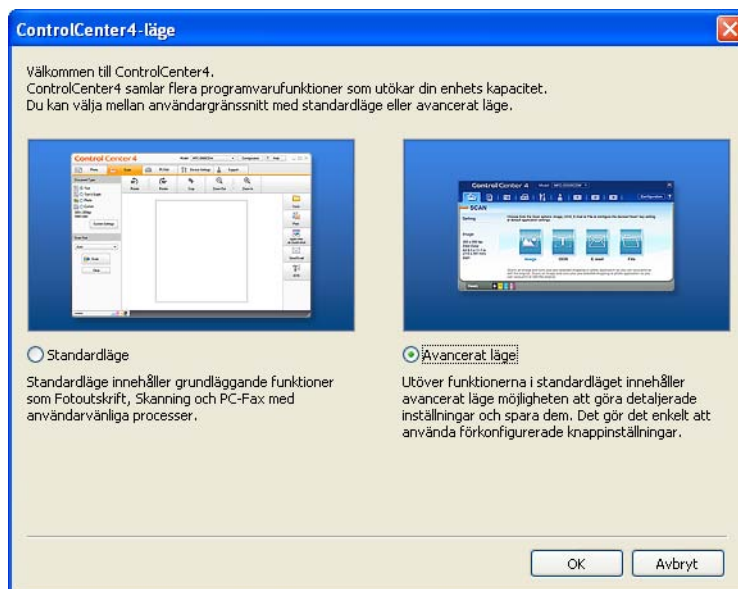 ControlCenter4-läge
Välkommen till ControlCenter4.
ControlCenter4 samlar flera programvarufunktioner som utökar din enhets kapacitet.
Du kan välja mellan användargränssnitt med standardläge eller avancerat läge.
Control Center 4
Control Center 4
SCAN
Image
OCR
E-mail
File
Standardläge
Standardläge innehåller grundläggande funktioner
som Fotoutskrift, Skanning och PC-Fax med
användarvänliga processer.
Avancerat läge
Utöver funktionerna i standardläget innehåller
avancerat läge möjligheten att göra detaljerade
inställningar och spara dem. Det gör det enkelt att
använda förkonfigurerade knappinställningar.
OK
Avbryt